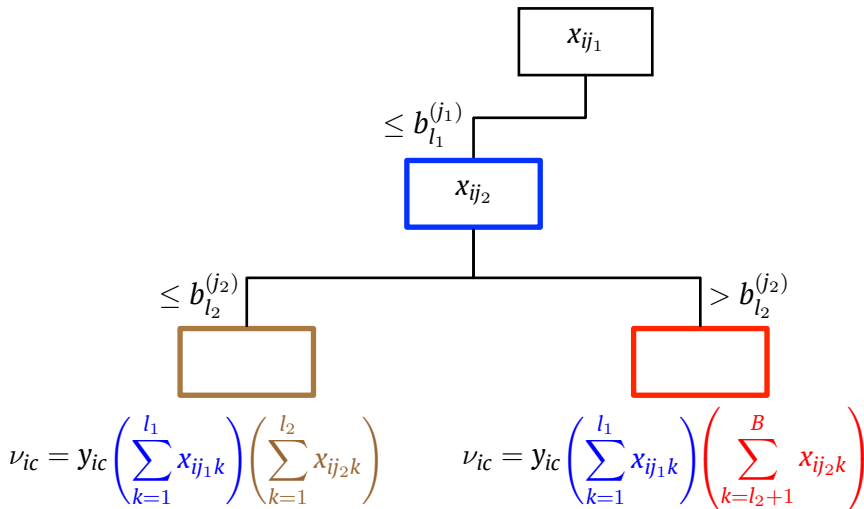 x_{ij_1}
≤ b_{l_1}^{(j_1)}
x_{ij_2}
≤ b_{l_2}^{(j_2)} > b_{l_2}^{(j_2)}
ν_{ic} = y_{ic} (∑_{k=1}^{l_1} x_{ij_1k}) (∑_{k=1}^{l_2} x_{ij_2k}) ν_{ic} = y_{ic} (∑_{k=1}^{l_1} x_{ij_1k}) (∑_{k=l_2+1}^{B} x_{ij_2k})